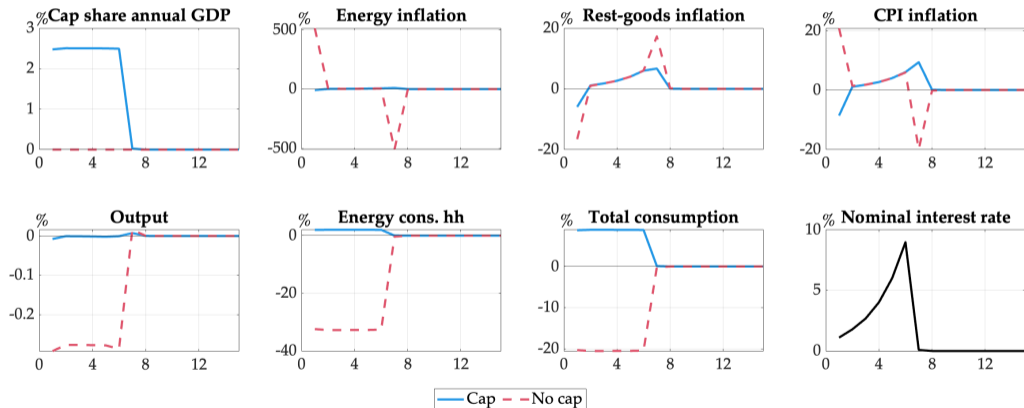 % Cap share annual GDP
3
2
1
0
0 4 8 12
% Energy inflation
500
0
-500
0 4 8 12
% Rest-goods inflation
20
0
-20
0 4 8 12
% CPI inflation
20
0
-20
0 4 8 12
% Output
0
-0.1
-0.2
0 4 8 12
% Energy cons. hh
0
-20
-40
0 4 8 12
% Total consumption
0
-10
-20
0 4 8 12
% Nominal interest rate
10
5
0
0 4 8 12
Cap No cap